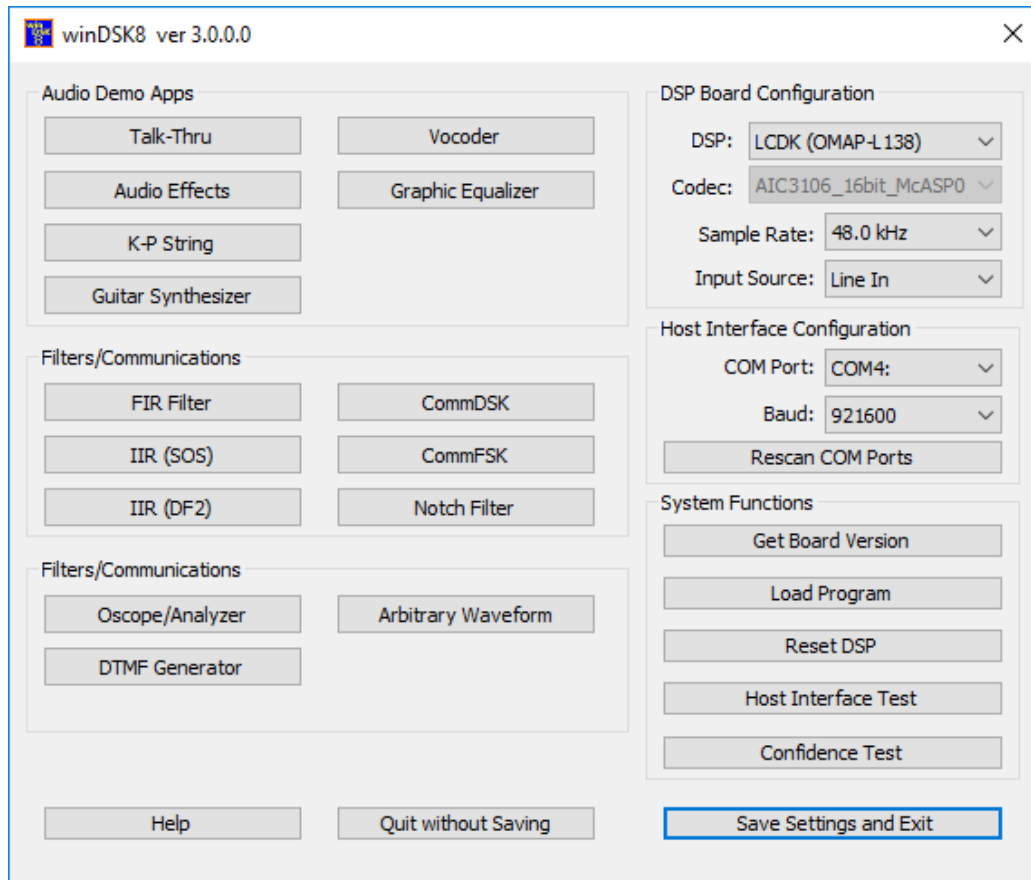 winDSK8 ver 3.0.0.0
Audio Demo Apps
Talk-Thru
Vocoder
Audio Effects
Graphic Equalizer
K-P String
Guitar Synthesizer
Filters/Communications
FIR Filter
CommDSK
IIR (SOS)
CommFSK
IIR (DF2)
Notch Filter
Filters/Communications
Oscope/Analyzer
Arbitrary Waveform
DTMF Generator
DSP Board Configuration
DSP: LCDK (OMAP-L138)
Codec: AIC3106_16bit_McASP0
Sample Rate: 48.0 kHz
Input Source: Line In
Host Interface Configuration
COM Port: COM4:
Baud: 921600
Rescan COM Ports
System Functions
Get Board Version
Load Program
Reset DSP
Host Interface Test
Confidence Test
Help
Quit without Saving
Save Settings and Exit